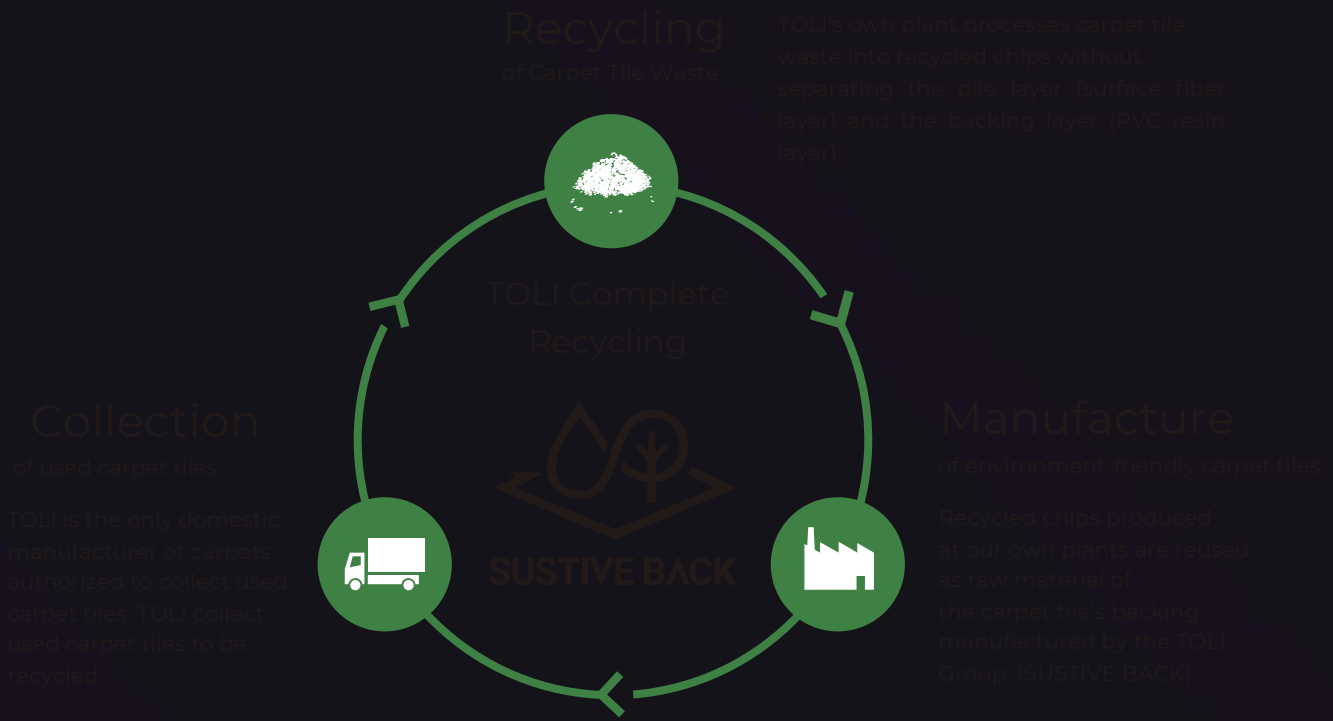 Recycling
of Carpet Tile Waste
TOLI's own plant processes carpet tile
waste into recycled chips without
separating the pile layer (surface fiber
layer) and the backing layer (PVC resin
layer).
TOLI Complete
Recycling
SUSTIVE BACK
Collection
of used carpet tiles
TOLI is the only domestic
manufacturer of carpets
authorized to collect used
carpet tiles. TOLI collect
used carpet tiles to be
recycled.
Manufacture
of environment-friendly carpet tiles
Recycled chips produced
at our own plants are reused
as raw material of
the carpet tile's backing
manufactured by the TOLI
Group (SUSTIVE BACK)